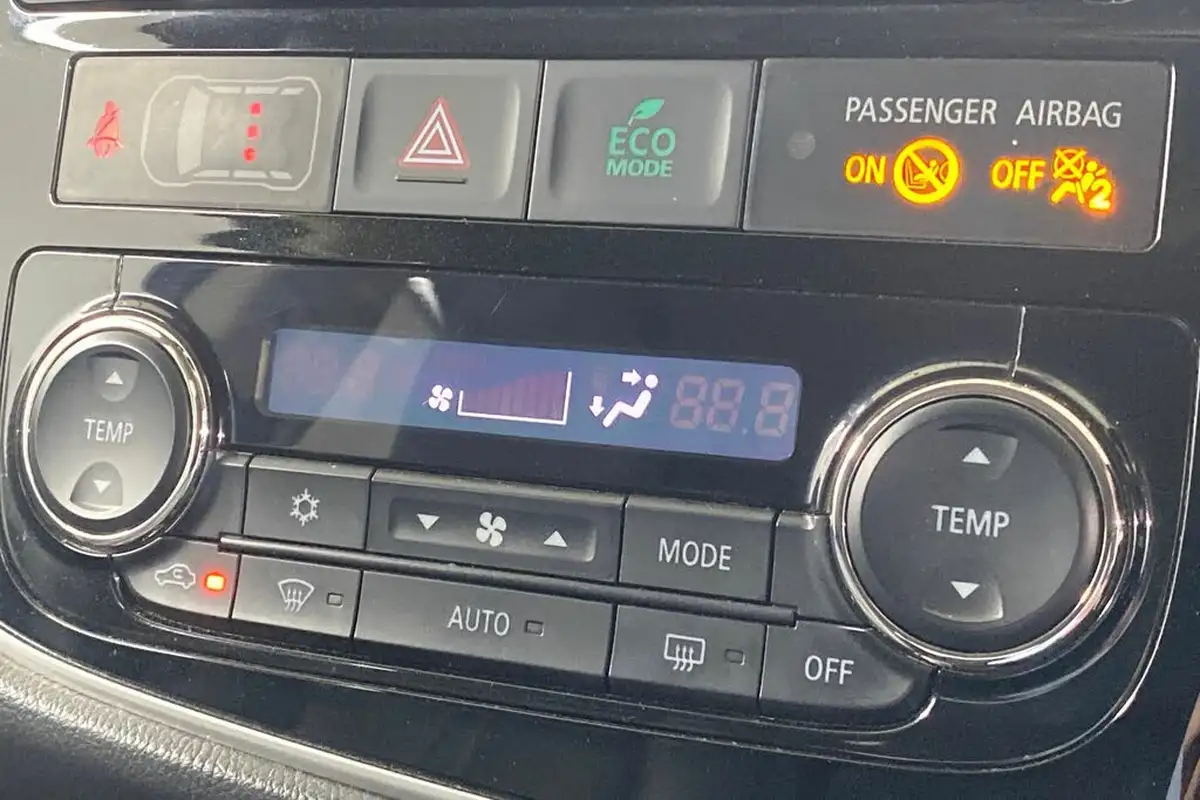 PASSENGER AIRBAG
ON OFF 2
ECO
MODE
88.8
TEMP
TEMP
MODE
AUTO
OFF